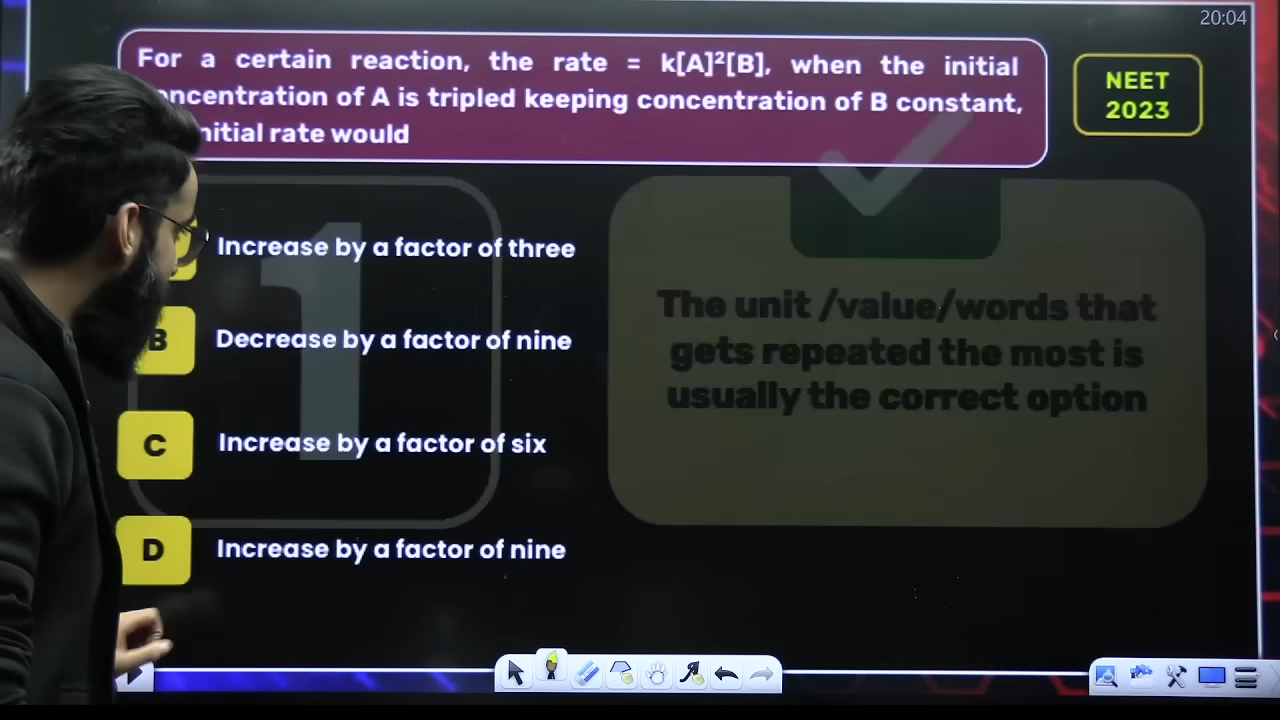 20:04
For a certain reaction, the rate = k[A]²[B], when the initial
ncentration of A is tripled keeping concentration of B constant,
nitial rate would
NEET
2023
1
Increase by a factor of three
The unit /value/words that
gets repeated the most is
usually the correct option
B Decrease by a factor of nine
C Increase by a factor of six
D Increase by a factor of nine